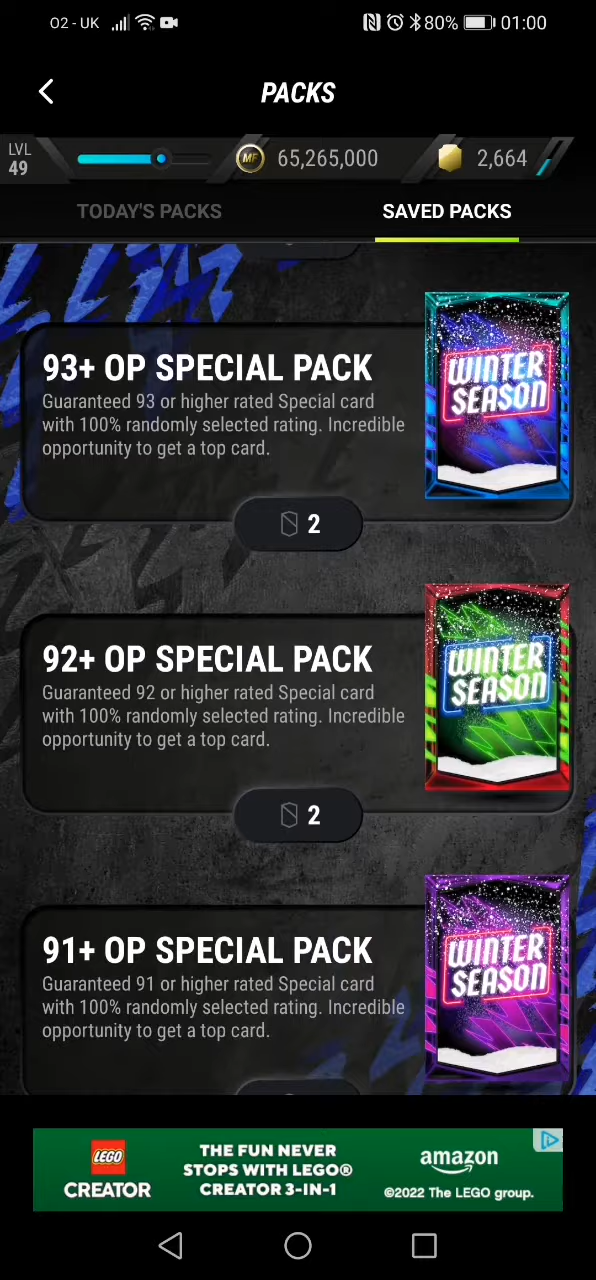 O2 - UK
80%
01:00
PACKS
LVL
49
MF
65,265,000
2,664
TODAY'S PACKS
SAVED PACKS
93+ OP SPECIAL PACK
Guaranteed 93 or higher rated Special card
with 100% randomly selected rating. Incredible
opportunity to get a top card.
WINTER
SEASON
2
92+ OP SPECIAL PACK
Guaranteed 92 or higher rated Special card
with 100% randomly selected rating. Incredible
opportunity to get a top card.
WINTER
SEASON
2
91+ OP SPECIAL PACK
Guaranteed 91 or higher rated Special card
with 100% randomly selected rating. Incredible
opportunity to get a top card.
WINTER
SEASON
LEGO
CREATOR
THE FUN NEVER
STOPS WITH LEGO®
CREATOR 3-IN-1
amazon
©2022 The LEGO group.